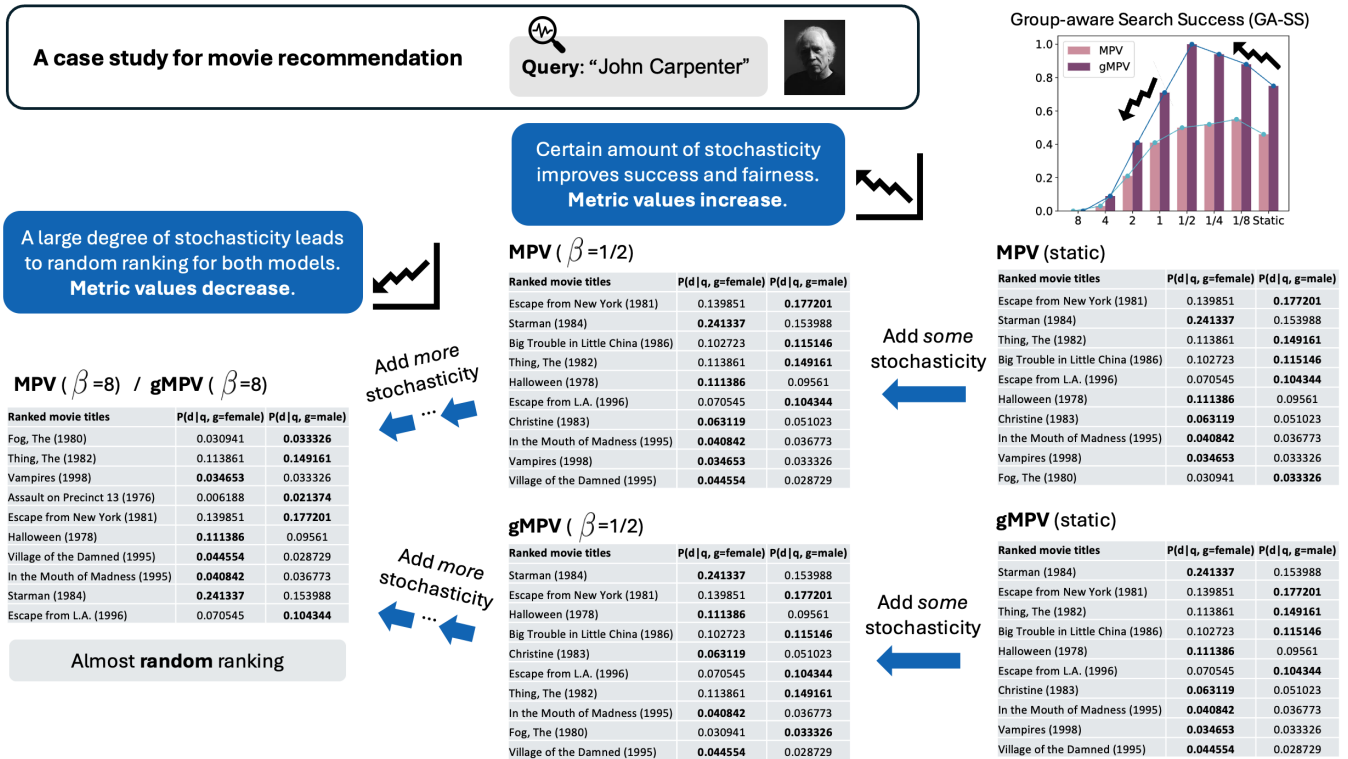 A case study for movie recommendation
Query: “John Carpenter”
Group-aware Search Success (GA-SS)
MPV
gMPV
1.0
0.8
0.6
0.4
0.2
0.0
8 4 2 1 1/2 1/4 1/8 Static
Certain amount of stochasticity
improves success and fairness.
Metric values increase.
A large degree of stochasticity leads
to random ranking for both models.
Metric values decrease.
MPV ( β=8) / gMPV ( β=8)
Ranked movie titles P(d|q, g=female) P(d|q, g=male)
Fog, The (1980) 0.030941 0.033326
Thing, The (1982) 0.113861 0.149161
Vampires (1998) 0.034653 0.033326
Assault on Precinct 13 (1976) 0.006188 0.021374
Escape from New York (1981) 0.139851 0.177201
Halloween (1978) 0.111386 0.09561
Village of the Damned (1995) 0.044554 0.028729
In the Mouth of Madness (1995) 0.040842 0.036773
Starman (1984) 0.241337 0.153988
Escape from L.A. (1996) 0.070545 0.104344
Almost random ranking
Add more
stochasticity
...
Add more
stochasticity
...
MPV ( β=1/2)
Ranked movie titles P(d|q, g=female) P(d|q, g=male)
Escape from New York (1981) 0.139851 0.177201
Starman (1984) 0.241337 0.153988
Big Trouble in Little China (1986) 0.102723 0.115146
Thing, The (1982) 0.113861 0.149161
Halloween (1978) 0.111386 0.09561
Escape from L.A. (1996) 0.070545 0.104344
Christine (1983) 0.063119 0.051023
In the Mouth of Madness (1995) 0.040842 0.036773
Vampires (1998) 0.034653 0.033326
Village of the Damned (1995) 0.044554 0.028729
gMPV ( β=1/2)
Ranked movie titles P(d|q, g=female) P(d|q, g=male)
Starman (1984) 0.241337 0.153988
Escape from New York (1981) 0.139851 0.177201
Halloween (1978) 0.111386 0.09561
Big Trouble in Little China (1986) 0.102723 0.115146
Christine (1983) 0.063119 0.051023
Escape from L.A. (1996) 0.070545 0.104344
Thing, The (1982) 0.113861 0.149161
In the Mouth of Madness (1995) 0.040842 0.036773
Fog, The (1980) 0.030941 0.033326
Village of the Damned (1995) 0.044554 0.028729
Add some
stochasticity
Add some
stochasticity
MPV (static)
Ranked movie titles P(d|q, g=female) P(d|q, g=male)
Escape from New York (1981) 0.139851 0.177201
Starman (1984) 0.241337 0.153988
Thing, The (1982) 0.113861 0.149161
Big Trouble in Little China (1986) 0.102723 0.115146
Escape from L.A. (1996) 0.070545 0.104344
Halloween (1978) 0.111386 0.09561
Christine (1983) 0.063119 0.051023
In the Mouth of Madness (1995) 0.040842 0.036773
Vampires (1998) 0.034653 0.033326
Fog, The (1980) 0.030941 0.033326
gMPV (static)
Ranked movie titles P(d|q, g=female) P(d|q, g=male)
Starman (1984) 0.241337 0.153988
Escape from New York (1981) 0.139851 0.177201
Thing, The (1982) 0.113861 0.149161
Big Trouble in Little China (1986) 0.102723 0.115146
Halloween (1978) 0.111386 0.09561
Escape from L.A. (1996) 0.070545 0.104344
Christine (1983) 0.063119 0.051023
In the Mouth of Madness (1995) 0.040842 0.036773
Vampires (1998) 0.034653 0.033326
Village of the Damned (1995) 0.044554 0.028729